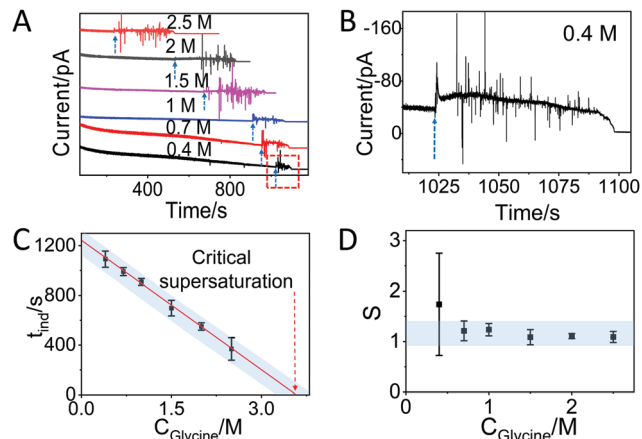 A
2.5 M
2 M
1.5 M
1 M
0.7 M
0.4 M
Current/pA
400
800
Time/s
B
0.4 M
-160
-80
0
Current/pA
1025
1050
1075
1100
Time/s
C
Critical
supersaturation
1200
800
400
0
t_ind/s
0.0
1.5
3.0
C_Glycine/M
D
3
2
1
0
S
0
1
2
C_Glycine/M